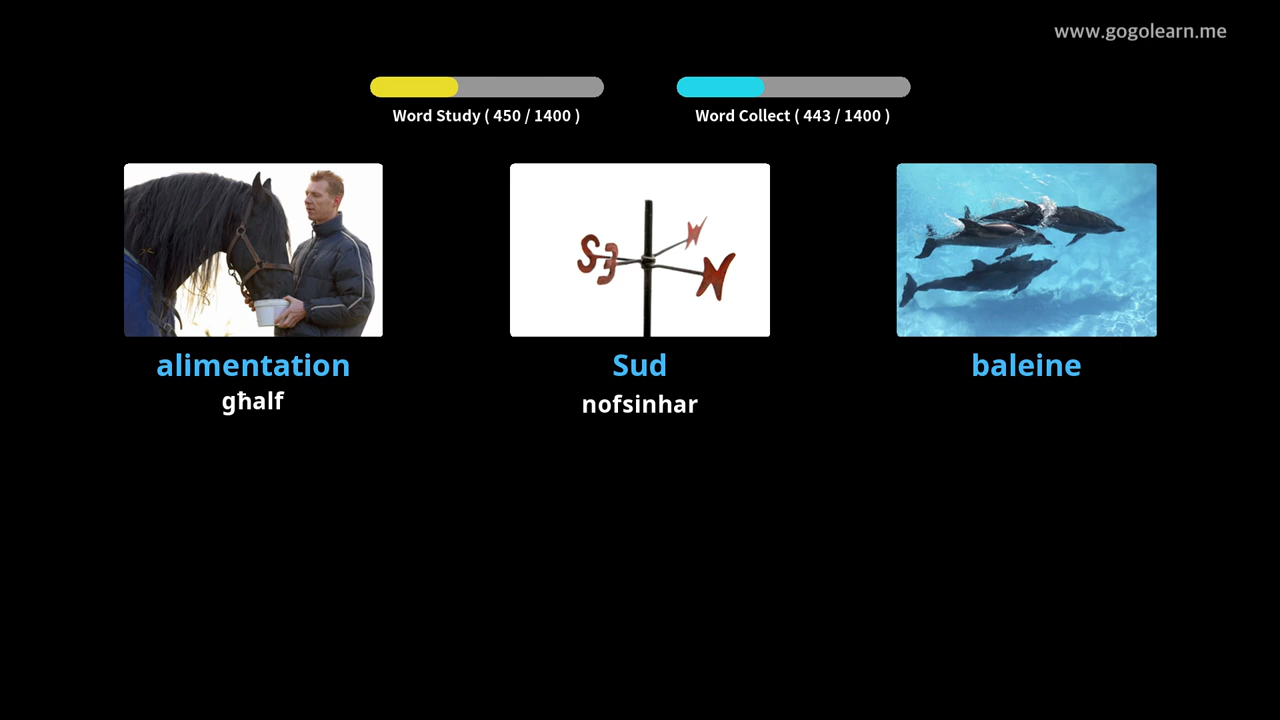 www.gogolearn.me
Word Study ( 450 / 1400 )
Word Collect ( 443 / 1400 )
S E N N
alimentation
għalf
Sud
nofsinhar
baleine